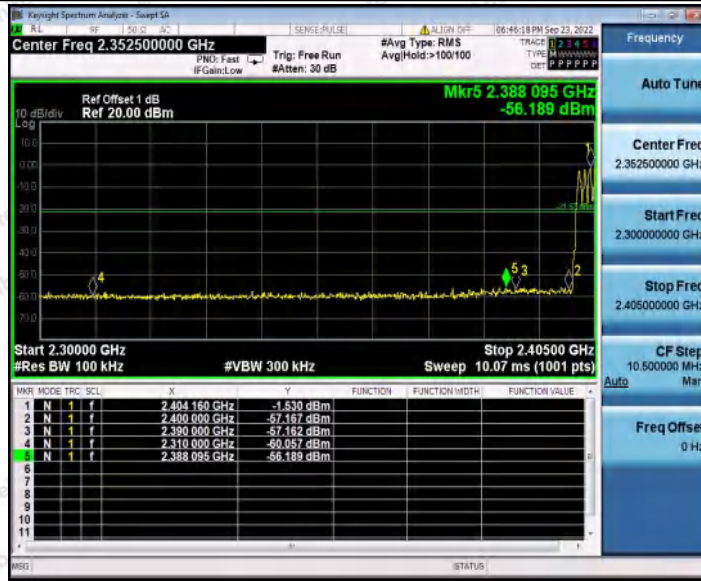 Keysight Spectrum Analyzer - Swept SA
RL RF 50 Ω AC SENSE:PULSE ALIGN OFF 06:46:18 PM Sep 23, 2022
Center Freq 2.352500000 GHz
PNO: Fast
IFGain:Low
Trig: Free Run
#Atten: 30 dB
#Avg Type: RMS
Avg|Hold:>100/100
TRACE 1 2 3 4 5 6
TYPE M
DET P P P P P P
Mkr5 2.388 095 GHz
-56.189 dBm
Ref Offset 1 dB
10 dB/div Ref 20.00 dBm
Log
10.0
0.00
-10.0
-20.0
-30.0
-40.0
-50.0
-60.0
-70.0
1
4
5
3
2
Start 2.30000 GHz Stop 2.40500 GHz
#Res BW 100 kHz #VBW 300 kHz Sweep 10.07 ms (1001 pts)
MKR MODE TRC SCL X Y FUNCTION FUNCTION WIDTH FUNCTION VALUE
1 N 1 f 2.404 160 GHz -1.530 dBm
2 N 1 f 2.400 000 GHz -57.167 dBm
3 N 1 f 2.390 000 GHz -57.162 dBm
4 N 1 f 2.310 000 GHz -60.057 dBm
5 N 1 f 2.388 095 GHz -56.189 dBm
6
7
8
9
10
11
MSG STATUS
Frequency
Auto Tune
Center Freq
2.352500000 GHz
Start Freq
2.300000000 GHz
Stop Freq
2.405000000 GHz
CF Step
10.500000 MHz
Auto Man
Freq Offset
0 Hz